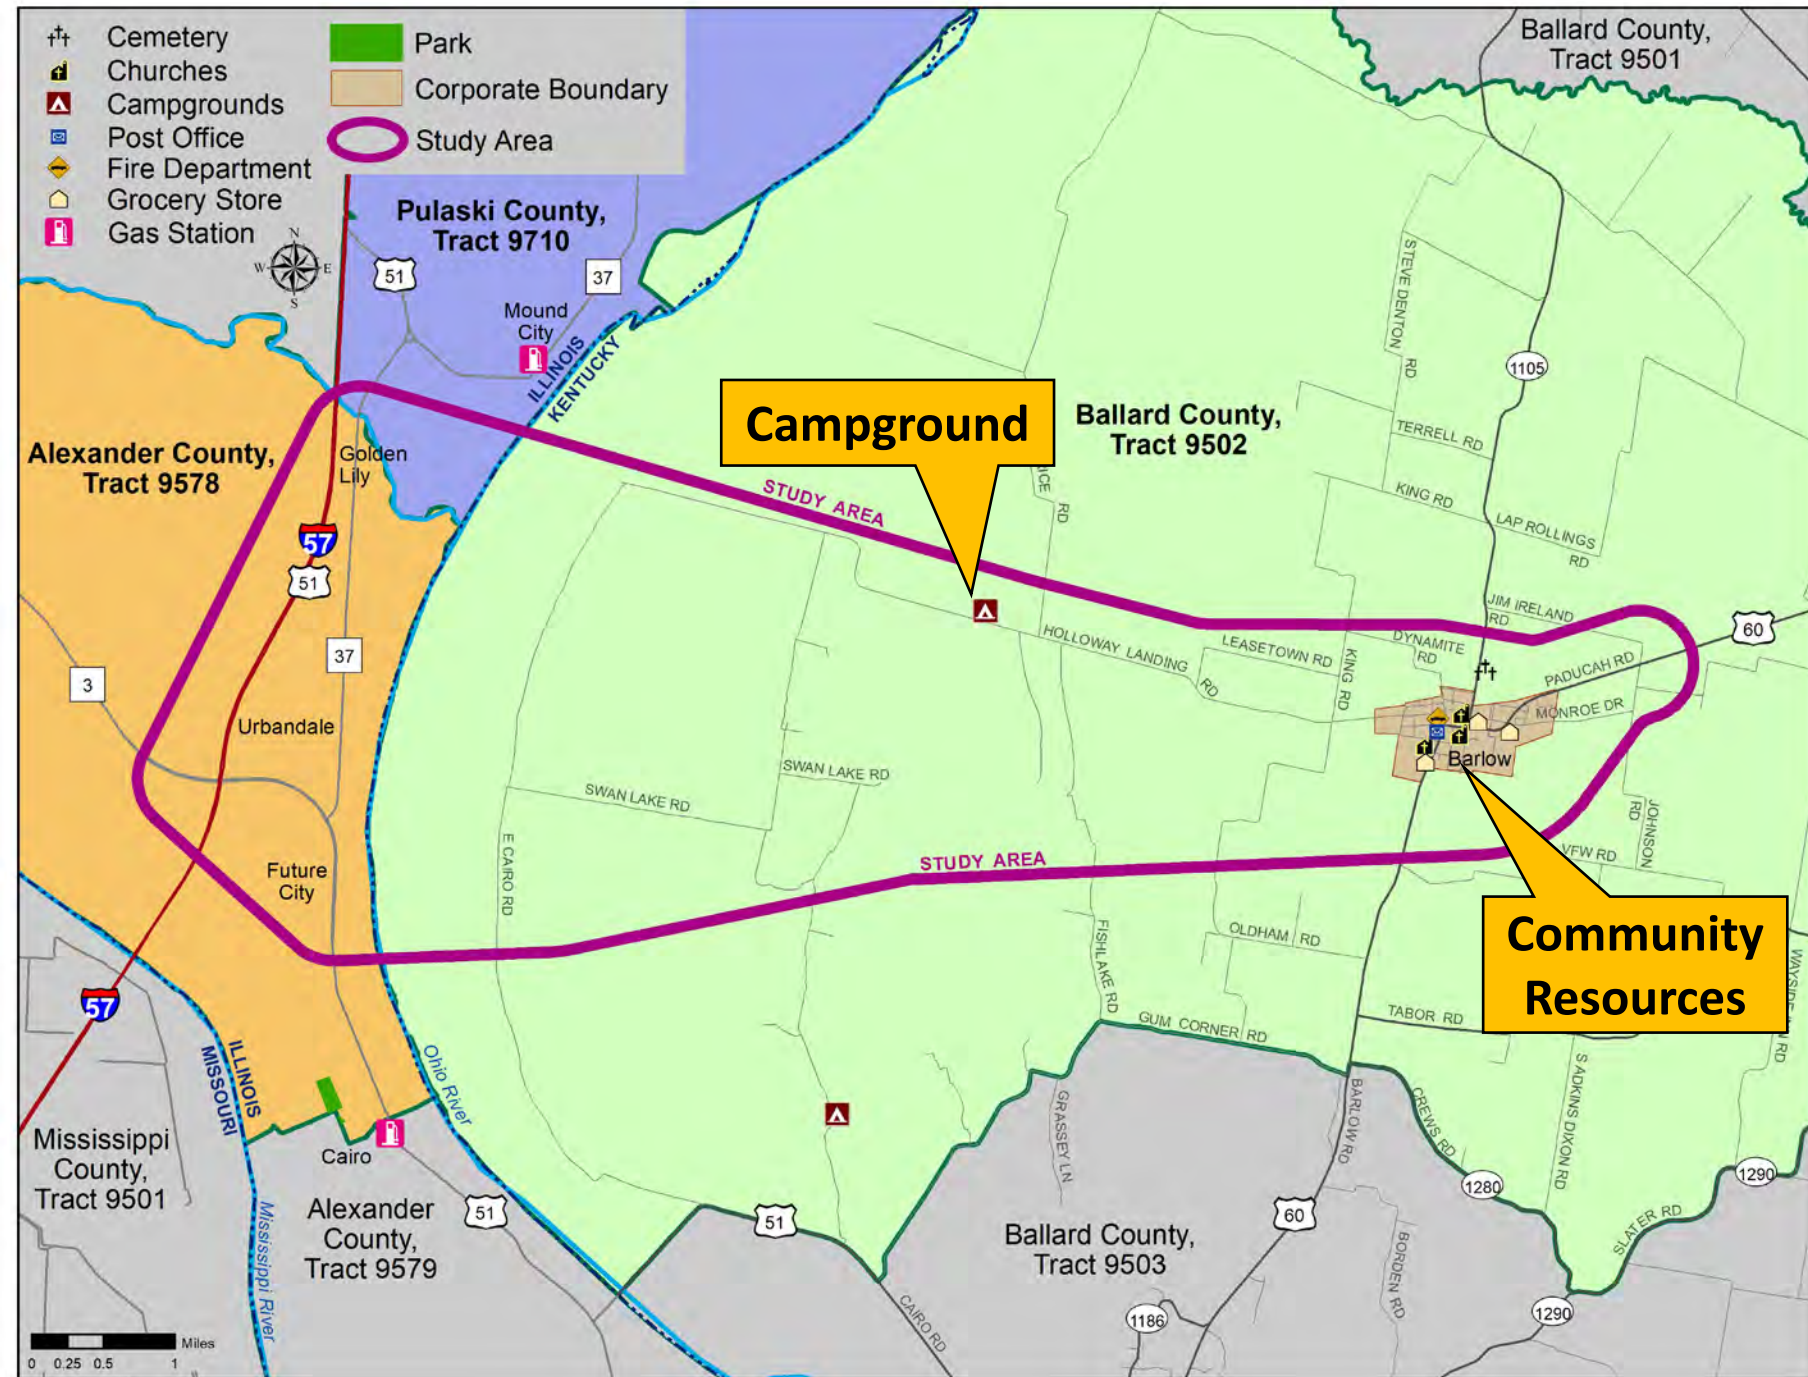 Cemetery
Churches
Campgrounds
Post Office
Fire Department
Grocery Store
Gas Station
Park
Corporate Boundary
Study Area
N
W
E
S
Ballard County,
Tract 9501
Pulaski County,
Tract 9710
51
37
Mound
City
ILLINOIS
KENTUCKY
STEVE DENTON RD
1105
Campground
Ballard County,
Tract 9502
TERRELL RD
Alexander County,
Tract 9578
Golden
Lily
STUDY AREA
RD
KING RD
LAP ROLLINGS
RD
57
51
JIM IRELAND
RD
60
HOLLOWAY LANDING
RD
LEASETOWN RD
KING RD
DYNAMITE
RD
PADUCAH RD
37
3
MONROE DR
Urbandale
Barlow
SWAN LAKE RD
SWAN LAKE RD
E CAIRO RD
JOHNSON
RD
VFW RD
STUDY AREA
Future
City
FISHLAKE RD
OLDHAM RD
Community
Resources
57
GUM CORNER RD
TABOR RD
ILLINOIS
MISSOURI
Ohio River
GRASSEY LN
BARLOW RD
CREWS RD
S ADKINS DIXON RD
Mississippi
County,
Tract 9501
Cairo
1280
1290
Mississippi River
Alexander
County,
Tract 9579
51
51
60
SLATER RD
Ballard County,
Tract 9503
BORDEN RD
CAIRO RD
1186
1290
Miles
0 0.25 0.5 1